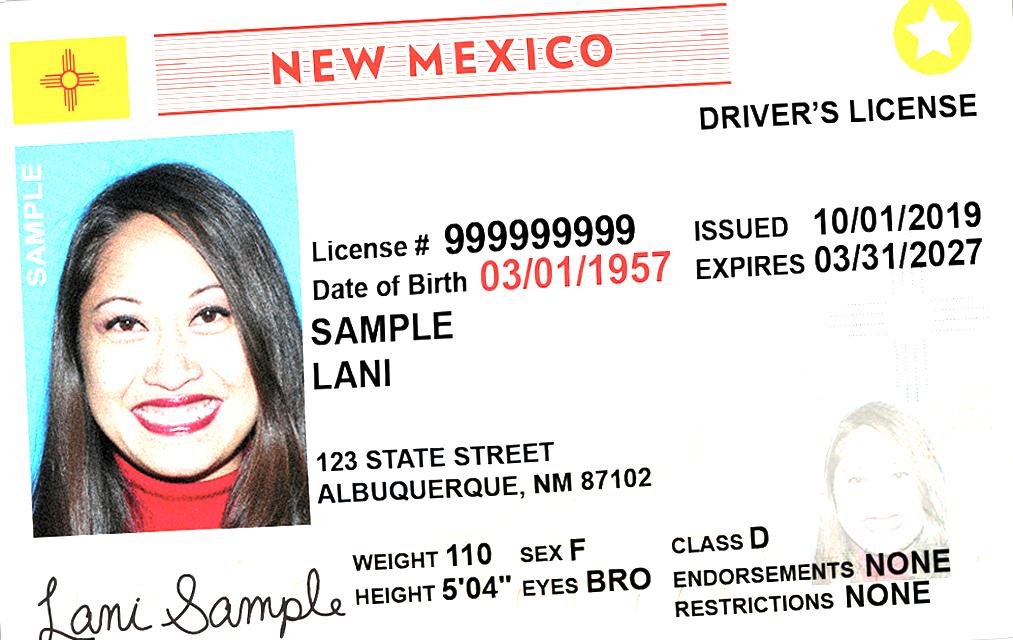 NEW MEXICO
DRIVER'S LICENSE
SAMPLE
License # 999999999
Date of Birth 03/01/1957
ISSUED 10/01/2019
EXPIRES 03/31/2027
SAMPLE
LANI
123 STATE STREET
ALBUQUERQUE, NM 87102
WEIGHT 110 SEX F
HEIGHT 5'04" EYES BRO
CLASS D
ENDORSEMENTS NONE
RESTRICTIONS NONE
Lani Sample